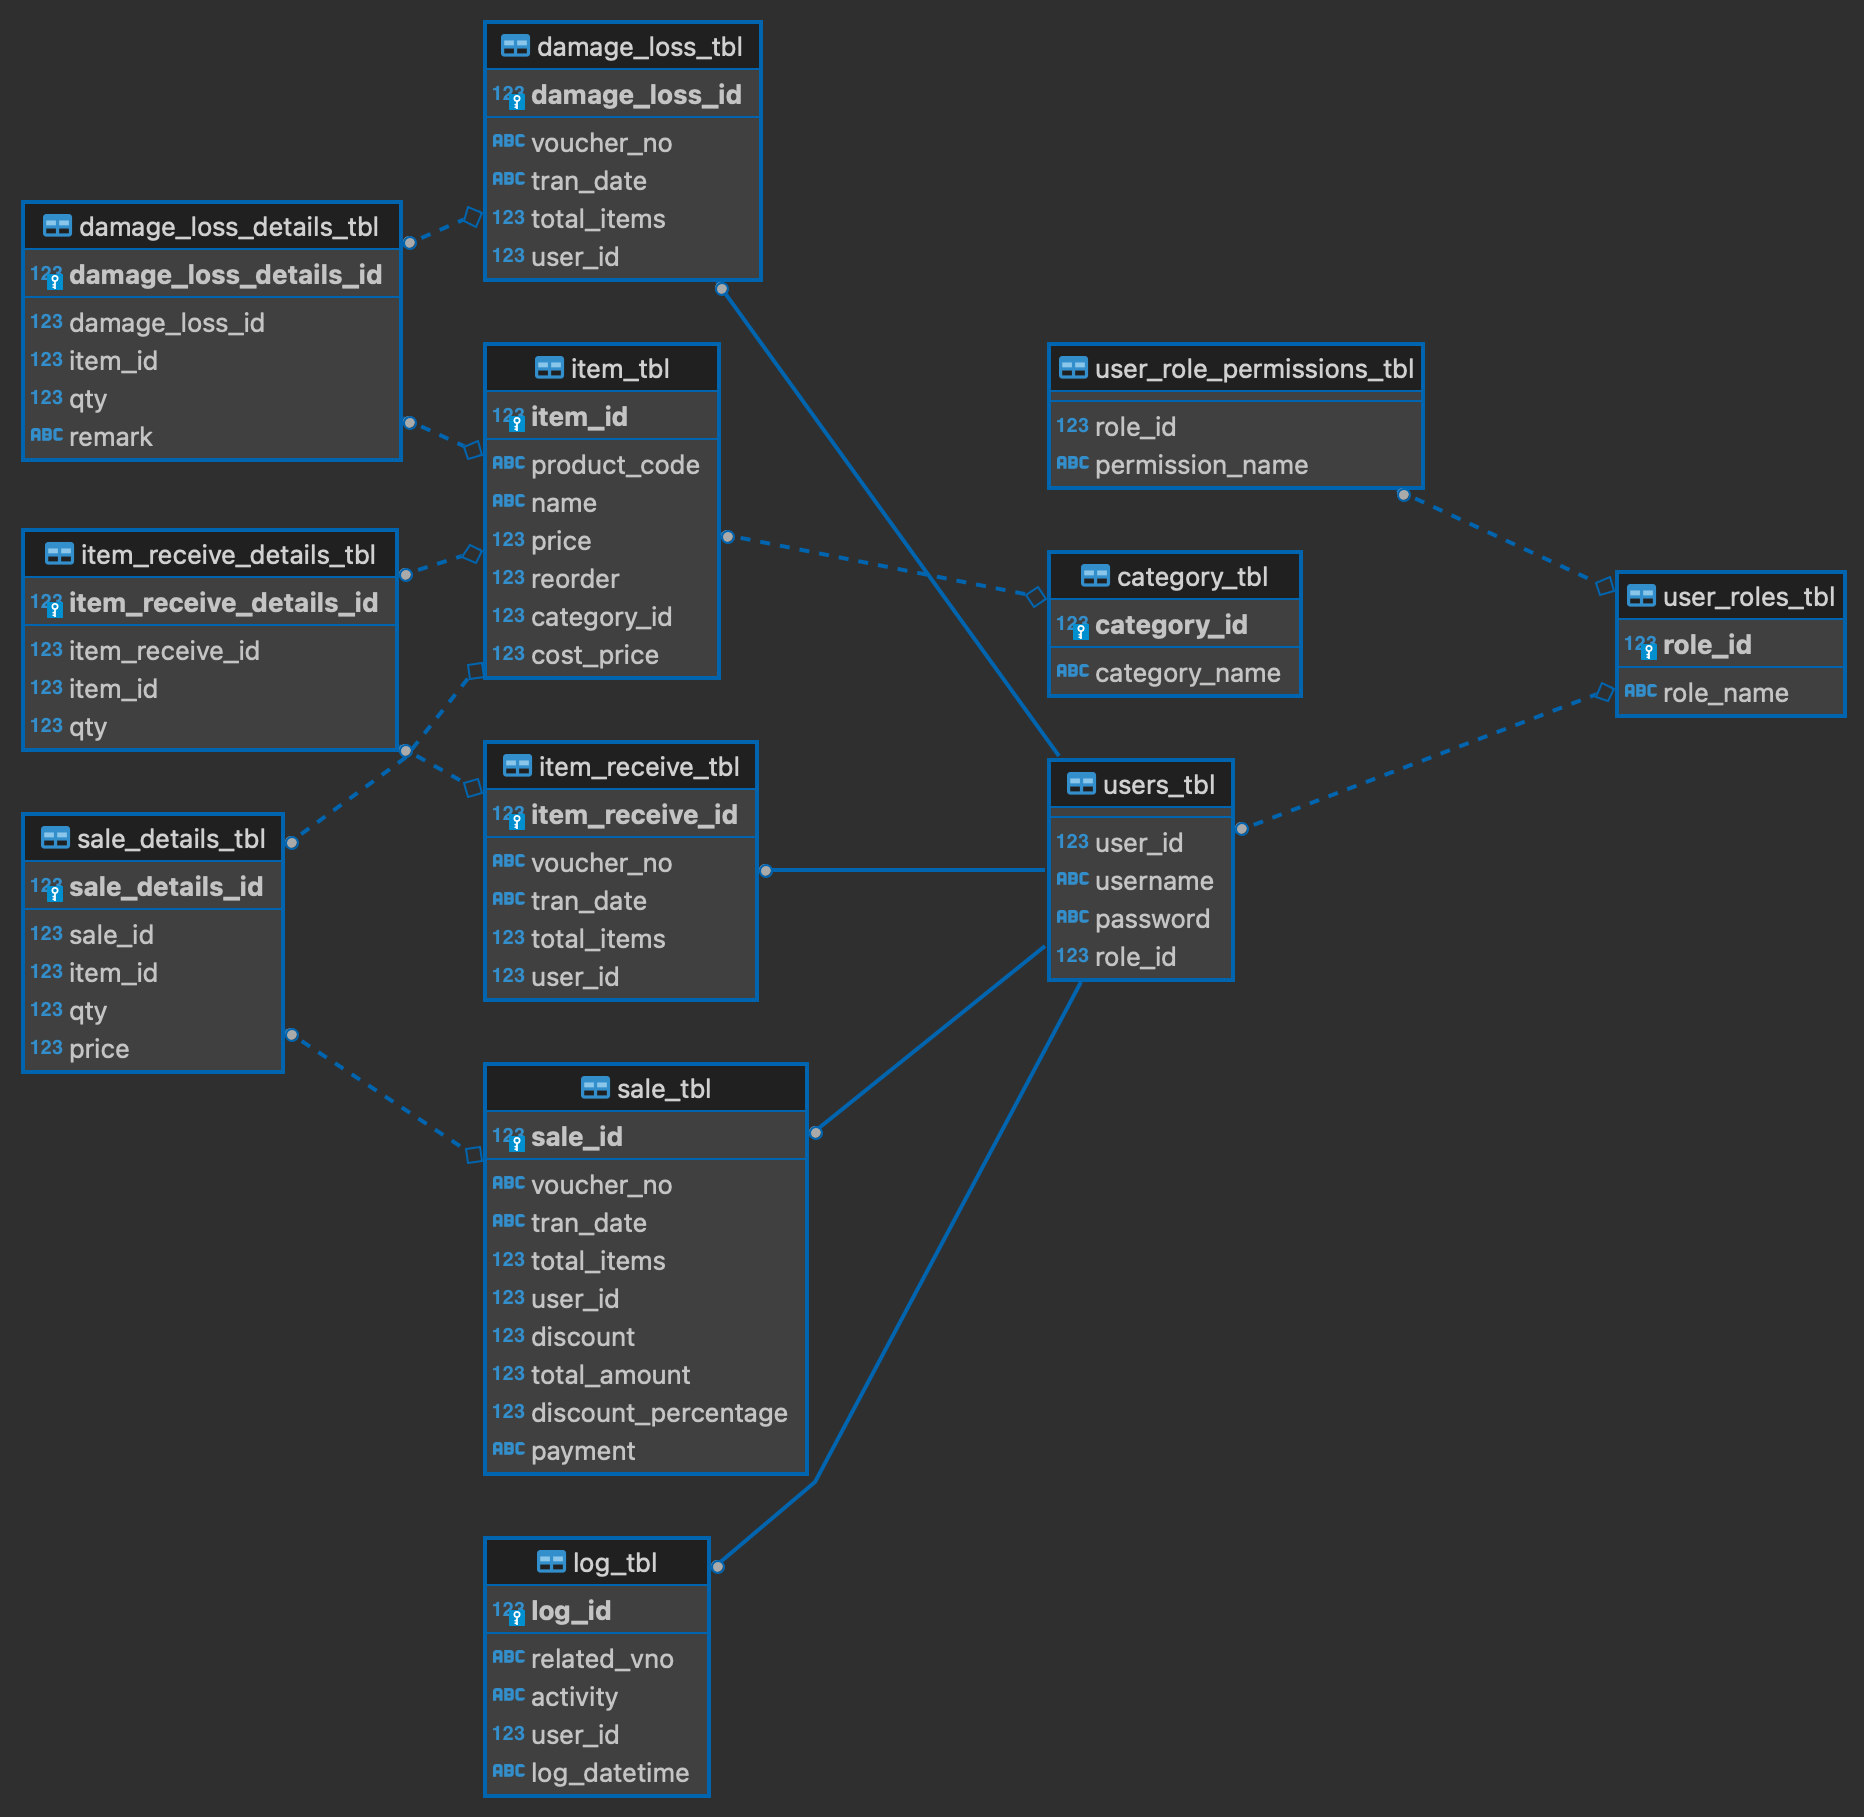 damage_loss_tbl
123 damage_loss_id
ABC voucher_no
ABC tran_date
123 total_items
123 user_id
damage_loss_details_tbl
123 damage_loss_details_id
123 damage_loss_id
123 item_id
123 qty
ABC remark
item_tbl
123 item_id
ABC product_code
ABC name
123 price
123 reorder
123 category_id
123 cost_price
user_role_permissions_tbl
123 role_id
ABC permission_name
item_receive_details_tbl
123 item_receive_details_id
123 item_receive_id
123 item_id
123 qty
category_tbl
123 category_id
ABC category_name
user_roles_tbl
123 role_id
ABC role_name
item_receive_tbl
123 item_receive_id
ABC voucher_no
ABC tran_date
123 total_items
123 user_id
users_tbl
123 user_id
ABC username
ABC password
123 role_id
sale_details_tbl
123 sale_details_id
123 sale_id
123 item_id
123 qty
123 price
sale_tbl
123 sale_id
ABC voucher_no
ABC tran_date
123 total_items
123 user_id
123 discount
123 total_amount
123 discount_percentage
ABC payment
log_tbl
123 log_id
ABC related_vno
ABC activity
123 user_id
ABC log_datetime